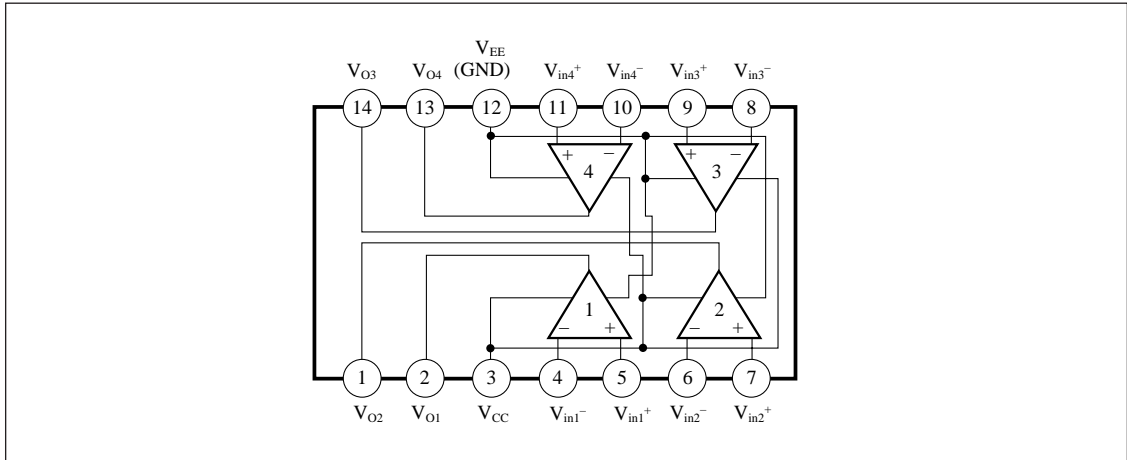 V_EE
V_O3 V_O4 (GND) V_in4⁺ V_in4⁻ V_in3⁺ V_in3⁻
14 13 12 11 10 9 8
+ − + −
4 3
1 2
− + − +
1 2 3 4 5 6 7
V_O2 V_O1 V_CC V_in1⁻ V_in1⁺ V_in2⁻ V_in2⁺